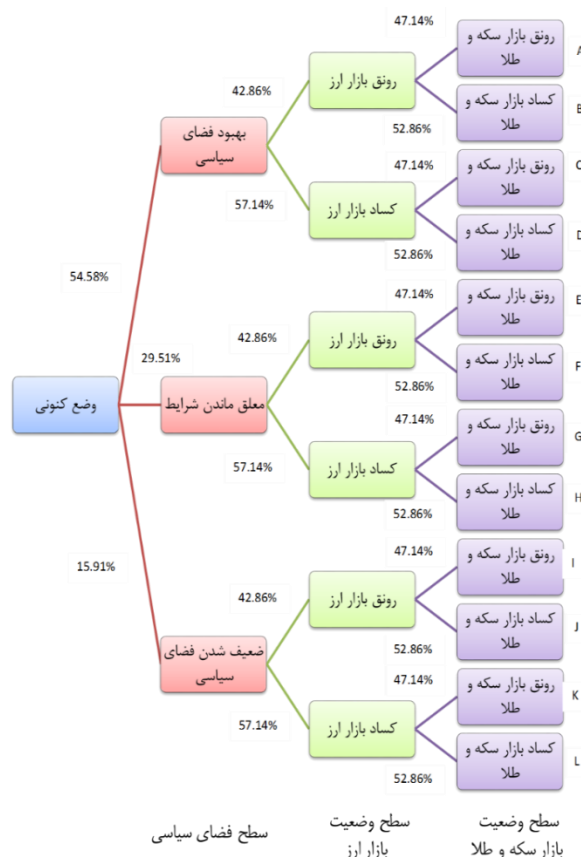 47.14%
رونق بازار سکه و
طلا
A
رونق بازار ارز
42.86%
کساد بازار سکه و
طلا
B
52.86%
بهبود فضای
سیاسی
47.14%
رونق بازار سکه و
طلا
C
57.14%
کساد بازار ارز
کساد بازار سکه و
طلا
D
52.86%
54.58%
47.14%
رونق بازار سکه و
طلا
E
42.86%
رونق بازار ارز
29.51%
کساد بازار سکه و
طلا
F
52.86%
وضع کنونی
معلق ماندن شرایط
47.14%
رونق بازار سکه و
طلا
G
57.14%
کساد بازار ارز
کساد بازار سکه و
طلا
H
52.86%
15.91%
47.14%
رونق بازار سکه و
طلا
I
42.86%
رونق بازار ارز
کساد بازار سکه و
طلا
J
52.86%
ضعیف شدن فضای
سیاسی
47.14%
رونق بازار سکه و
طلا
K
57.14%
کساد بازار ارز
کساد بازار سکه و
طلا
L
52.86%
سطح وضعیت
بازار سکه و طلا
سطح وضعیت
بازار ارز
سطح فضای سیاسی